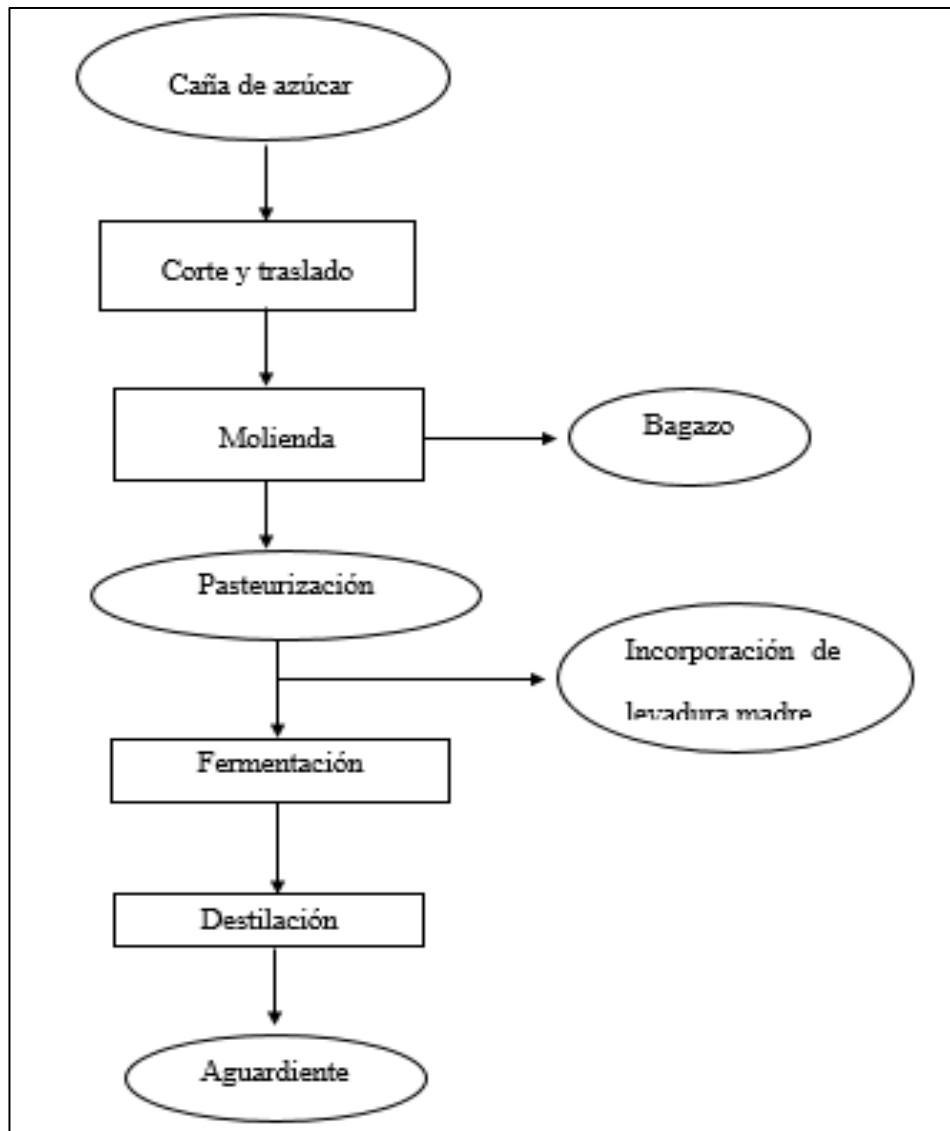 Caña de azúcar
Corte y traslado
Molienda
Bagazo
Pasteurización
Incorporación de
levadura madre
Fermentación
Destilación
Aguardiente